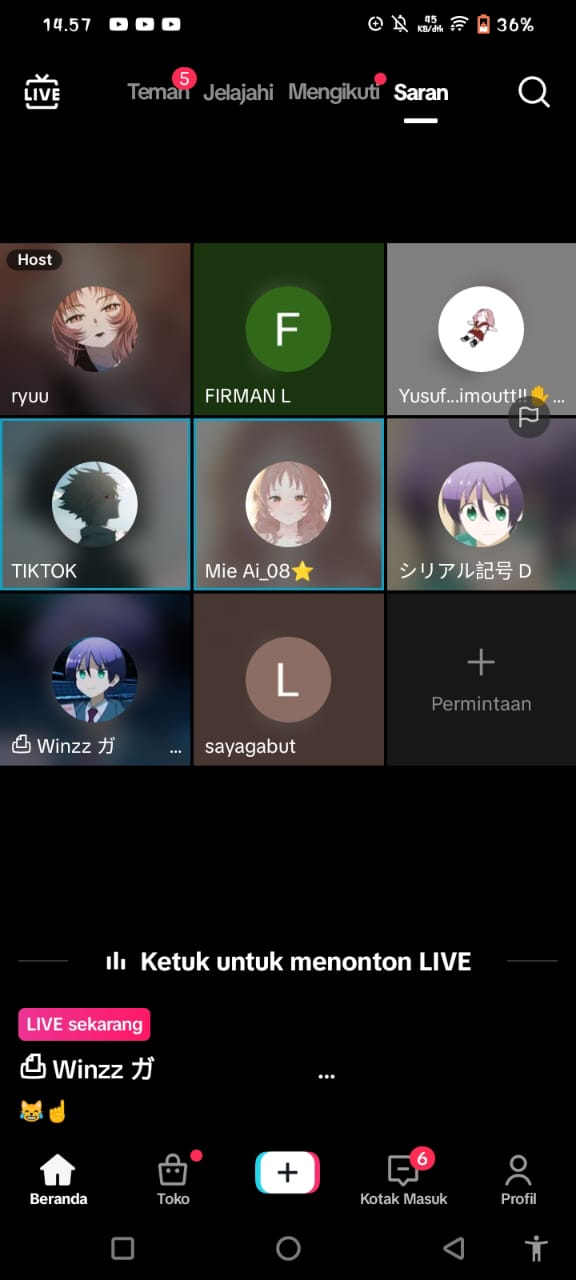 14.57 45 KB/dtk 36%
LIVE Teman 5 Jelajahi Mengikuti Saran
Host
ryuu
F
FIRMAN L
Yusuf...imoutt!!✋...
TIKTOK
Mie Ai_08⭐
シリアル記号 D
凸 Winzz ガ ...
L
sayagabut
+
Permintaan
Ketuk untuk menonton LIVE
LIVE sekarang
凸 Winzz ガ ...
😹☝️
Beranda
Toko
+
6
Kotak Masuk
Profil